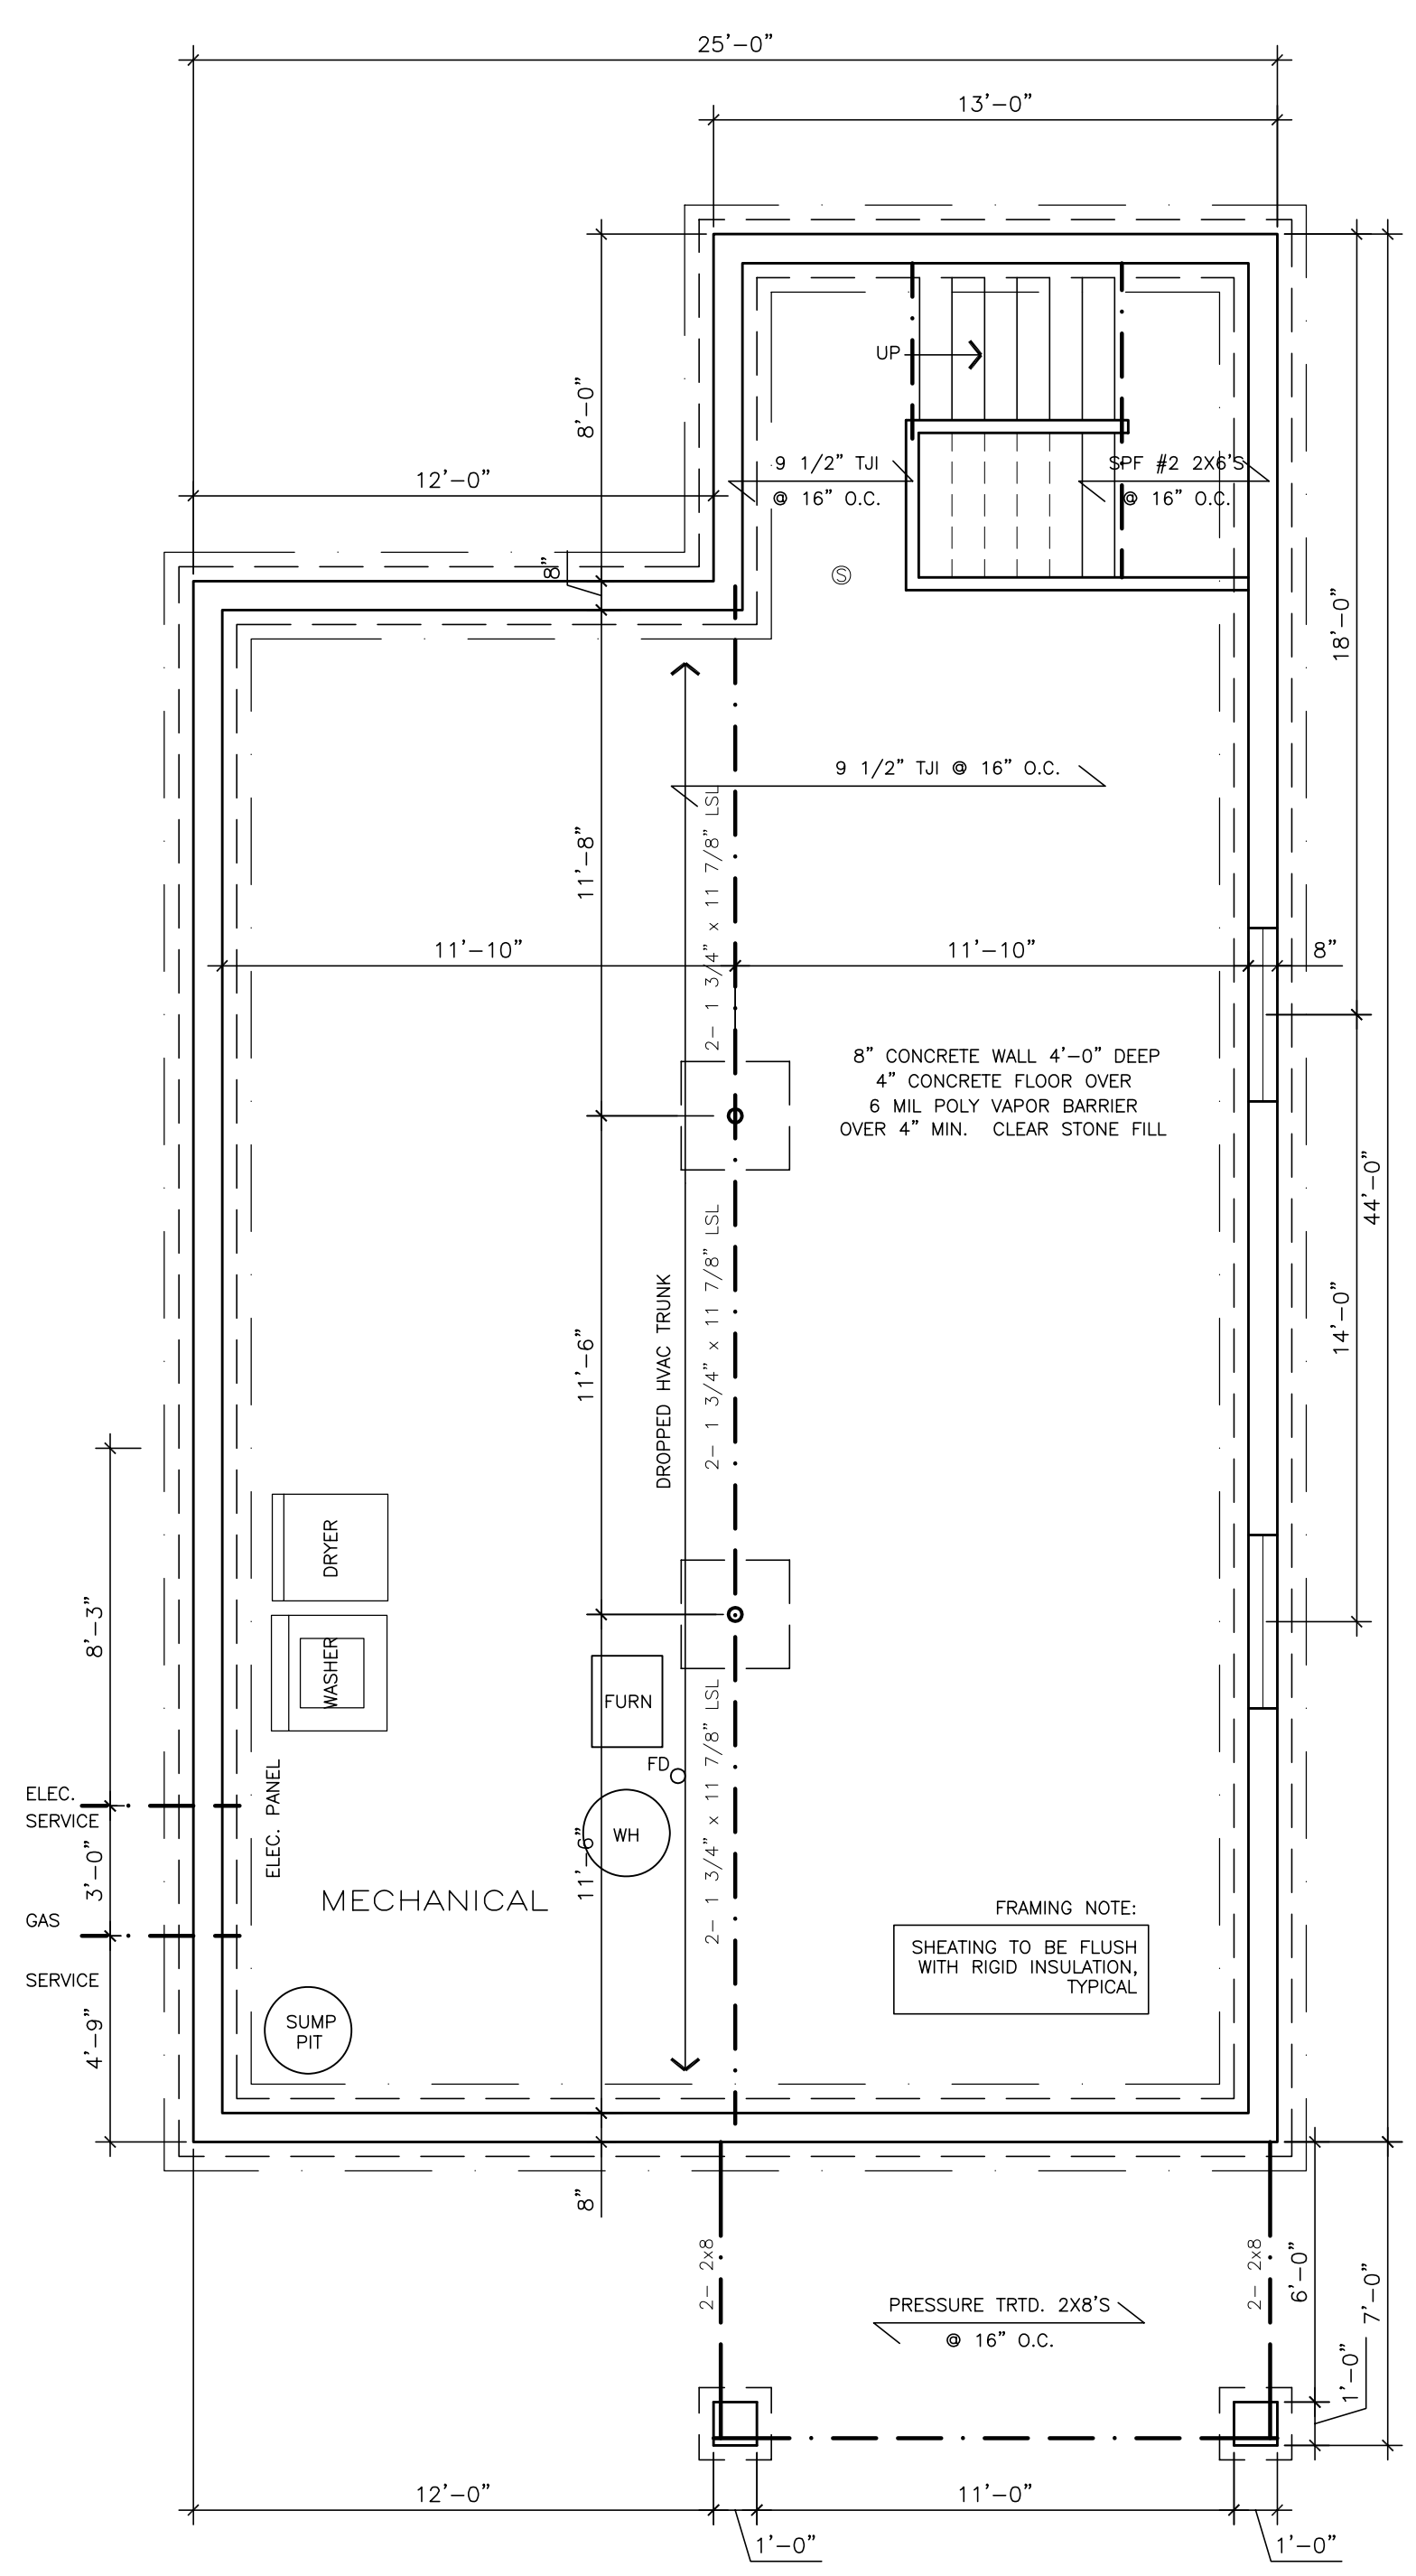 25'-0"
13'-0"
8'-0"
UP
12'-0"
9 1/2" TJI
@ 16" O.C.
SPF #2 2X6'S
@ 16" O.C.
8"
S
18'-0"
9 1/2" TJI @ 16" O.C.
11'-8"
2- 1 3/4" x 11 7/8" LSL
11'-10"
11'-10"
8"
8" CONCRETE WALL 4'-0" DEEP
4" CONCRETE FLOOR OVER
6 MIL POLY VAPOR BARRIER
OVER 4" MIN. CLEAR STONE FILL
44'-0"
14'-0"
11'-6"
DROPPED HVAC TRUNK
2- 1 3/4" x 11 7/8" LSL
DRYER
8'-3"
WASHER
FURN
FD
2- 1 3/4" x 11 7/8" LSL
ELEC.
SERVICE
ELEC. PANEL
WH
3'-0"
11'-6"
MECHANICAL
GAS
SERVICE
FRAMING NOTE:
SHEATING TO BE FLUSH
WITH RIGID INSULATION,
TYPICAL
SUMP
PIT
4'-9"
8"
2- 2x8
2- 2x8
6'-0"
PRESSURE TRTD. 2X8'S
@ 16" O.C.
7'-0"
1'-0"
12'-0"
11'-0"
1'-0"
1'-0"